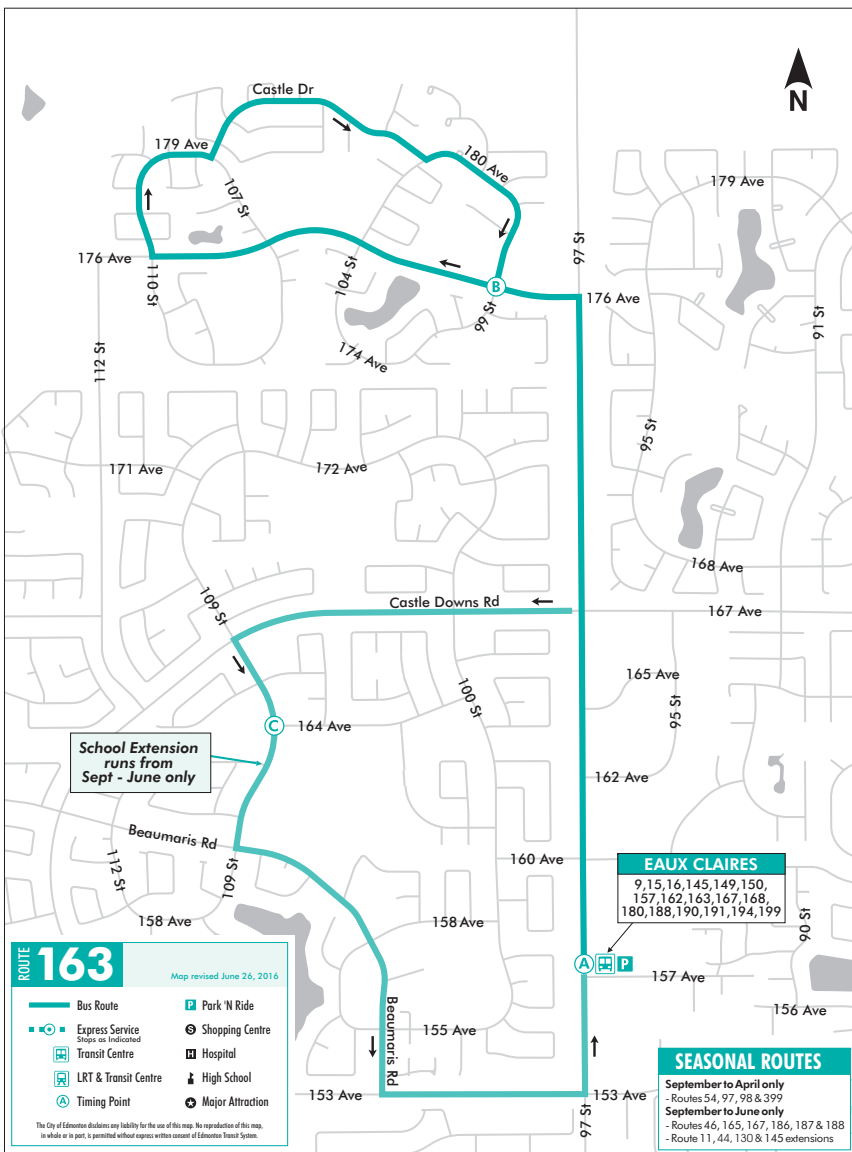 Castle Dr
N
179 Ave
180 Ave
179 Ave
107 St
97 St
176 Ave
110 St
104 St
B
99 St
176 Ave
91 St
112 St
174 Ave
95 St
171 Ave
172 Ave
168 Ave
109 St
Castle Downs Rd
167 Ave
165 Ave
100 St
95 St
C
164 Ave
School Extension
runs from
Sept - June only
162 Ave
Beaumaris Rd
160 Ave
112 St
109 St
EAUX CLAIRES
9,15,16,145,149,150,
157,162,163,167,168,
180,188,190,191,194,199
158 Ave
158 Ave
90 St
A
P
157 Ave
156 Ave
Beaumaris Rd
155 Ave
153 Ave
153 Ave
97 St
ROUTE 163
Map revised June 26, 2016
Bus Route
P Park 'N Ride
Express Service
Stops as Indicated
S Shopping Centre
Transit Centre
H Hospital
LRT & Transit Centre
High School
A Timing Point
Major Attraction
The City of Edmonton disclaims any liability for the use of this map. No reproduction of this map,
in whole or in part, is permitted without express written consent of Edmonton Transit System.
SEASONAL ROUTES
September to April only
- Routes 54, 97, 98 & 399
September to June only
- Routes 46, 165, 167, 186, 187 & 188
- Route 11, 44, 130 & 145 extensions